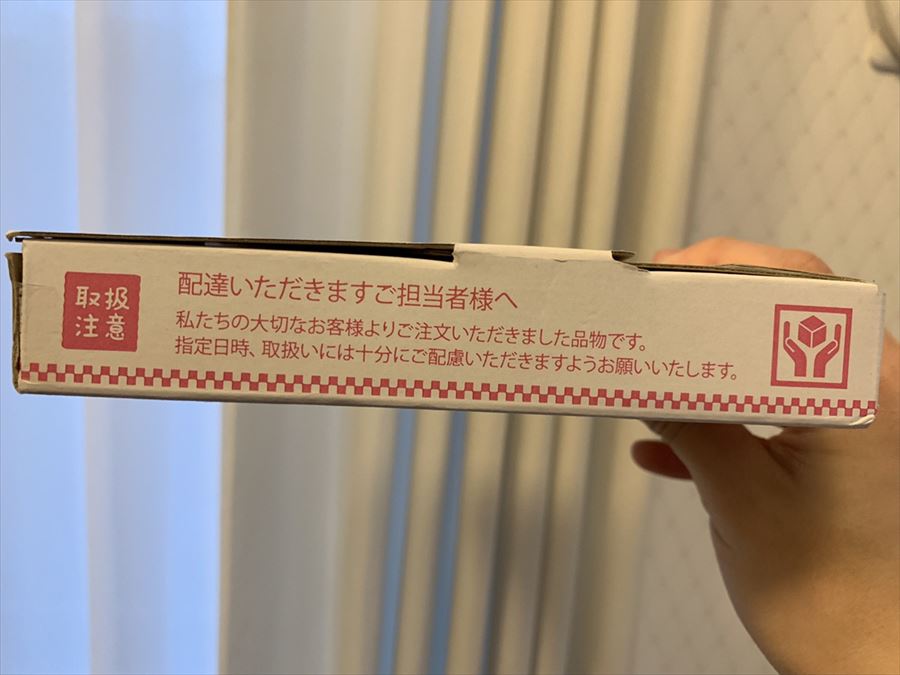 取扱
注意
配達いただきますご担当者様へ
私たちの大切なお客様よりご注文いただきました品物です。
指定日時、取扱いには十分にご配慮いただきますようお願いいたします。